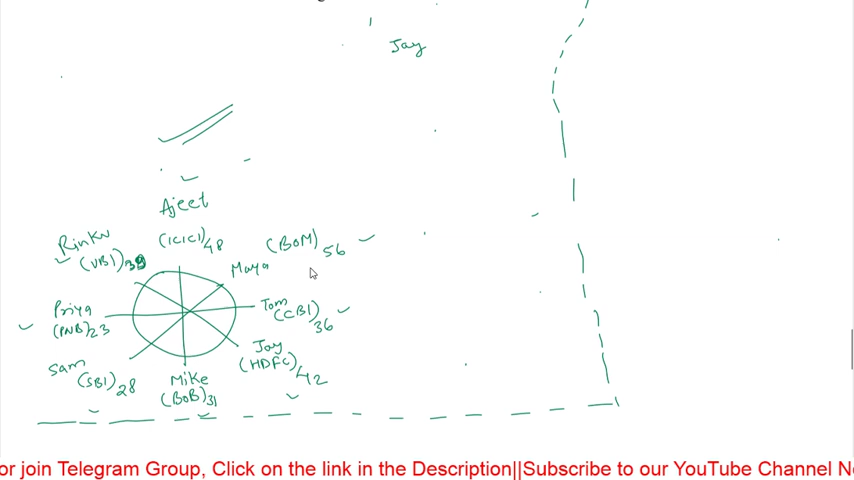 Jay
Ajeet
(ICICI) 48
Rinku
(UBI) 39
(BOM) 56
Maya
Priya
(PNB) 23
Tom
(CBI) 36
Sam
(SBI) 28
Mike
(BOB) 31
Jay
(HDFC) 42
or join Telegram Group, Click on the link in the Description||Subscribe to our YouTube Channel N